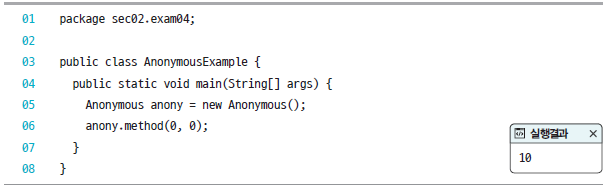 01 package sec02.exam04;
02
03 public class AnonymousExample {
04 public static void main(String[] args) {
05 Anonymous anony = new Anonymous();
06 anony.method(0, 0);
07 }
08 }
실행결과 ×
10